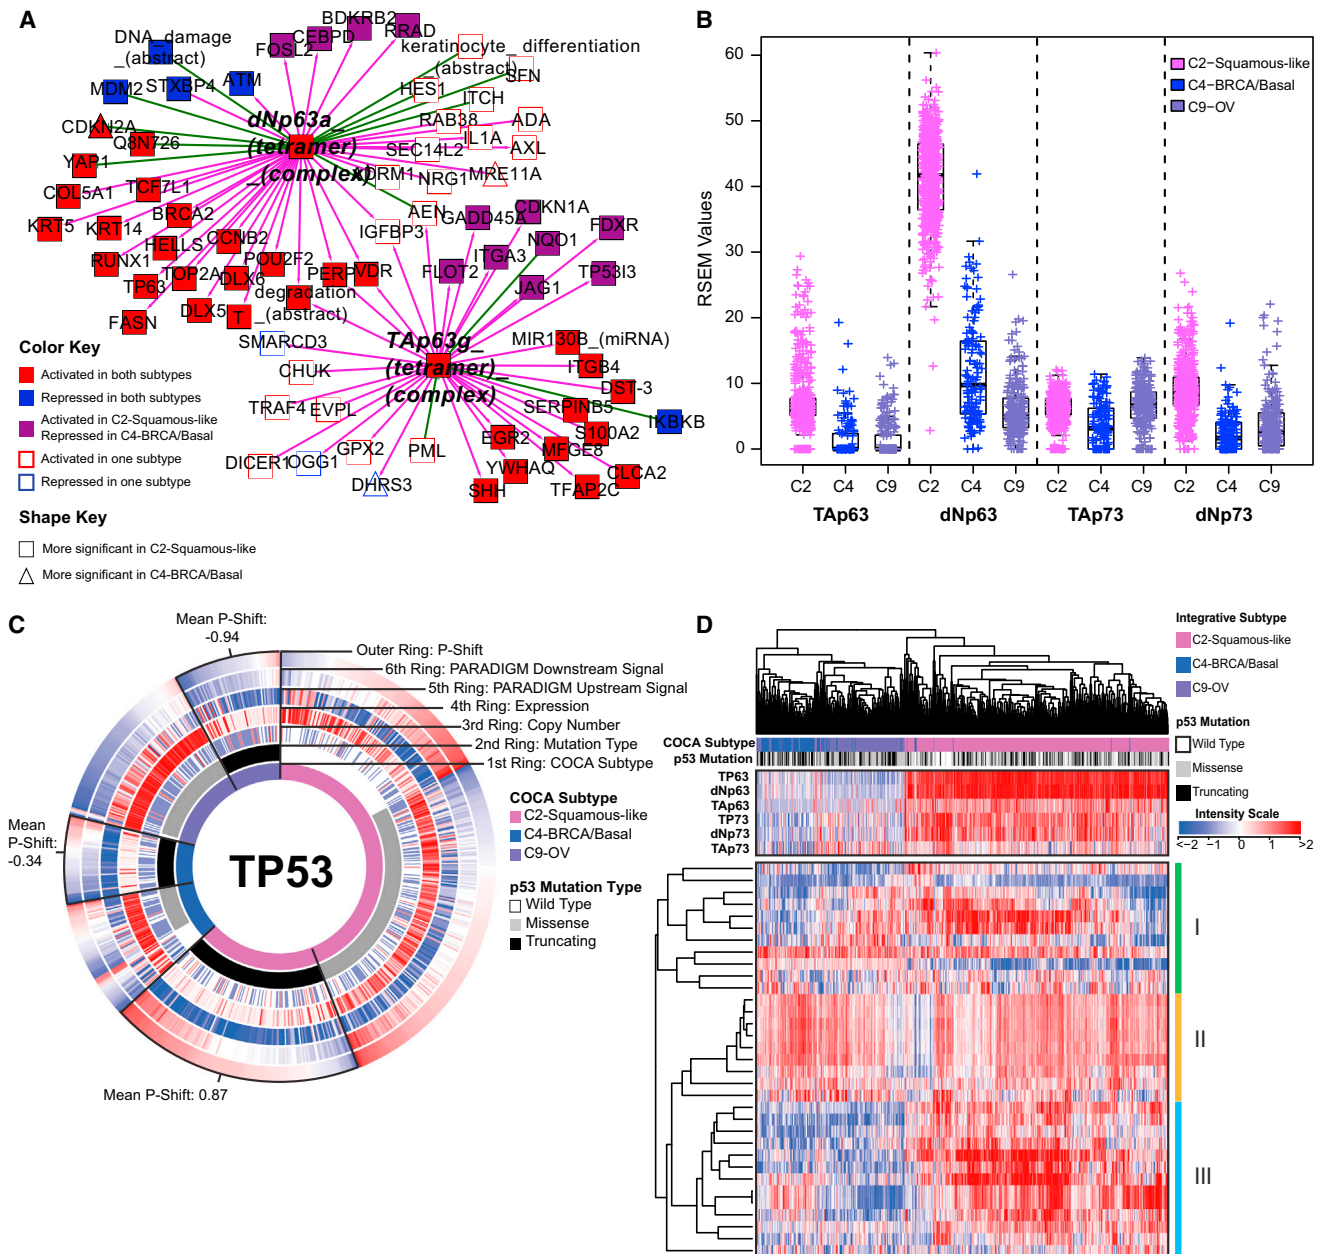 A
BDKRB2
DNA_damage
_(abstract)
FOSL2
CEBPD
RRAD
keratinocyte_differentiation
_(abstract)
SFN
MDM2
STXBP4
ATM
HES1
ITCH
CDKN2A
Q8N726
dNp63a_
(tetramer)
_(complex)
RAB38
ADA
IL1A
SEC14L2
AXL
YAP1
NRG1
MRE11A
COL5A1
TCF7L1
AEN
GADD45A
CDKN1A
KRT5
KRT14
BRCA2
IGFBP3
NQO1
FDXR
HELLS
CCNB2
RUNX1
POU2F2
ITGA3
TP63
TOP2A
DLX6
PERP
VDR
FLOT2
TP53I3
degradation
_(abstract)
JAG1
FASN
DLX5
T
SMARCD3
TAp63g_
(tetramer)_
(complex)
MIR130B_(miRNA)
CHUK
ITGB4
DST-3
TRAF4
EVPL
SERPINB5
IKBKB
EGR2
S100A2
GPX2
PML
MFGE8
DICER1
OGG1
YWHAQ
CLCA2
DHRS3
SHH
TFAP2C
Color Key
Activated in both subtypes
Repressed in both subtypes
Activated in C2-Squamous-like
Repressed in C4-BRCA/Basal
Activated in one subtype
Repressed in one subtype
Shape Key
More significant in C2-Squamous-like
More significant in C4-BRCA/Basal
B
RSEM Values
60
50
40
30
20
10
0
C2−Squamous−like
C4−BRCA/Basal
C9−OV
C2 C4 C9 C2 C4 C9 C2 C4 C9 C2 C4 C9
TAp63 dNp63 TAp73 dNp73
C
Mean P-Shift:
-0.94
Outer Ring: P-Shift
6th Ring: PARADIGM Downstream Signal
5th Ring: PARADIGM Upstream Signal
4th Ring: Expression
3rd Ring: Copy Number
2nd Ring: Mutation Type
1st Ring: COCA Subtype
Mean
P-Shift:
-0.34
TP53
COCA Subtype
C2-Squamous-like
C4-BRCA/Basal
C9-OV
p53 Mutation Type
Wild Type
Missense
Truncating
Mean P-Shift: 0.87
D
Integrative Subtype
C2-Squamous-like
C4-BRCA/Basal
C9-OV
p53 Mutation
Wild Type
Missense
Truncating
Intensity Scale
<−2 −1 0 1 >2
COCA Subtype
p53 Mutation
TP63
dNp63
TAp63
TP73
dNp73
TAp73
I
II
III